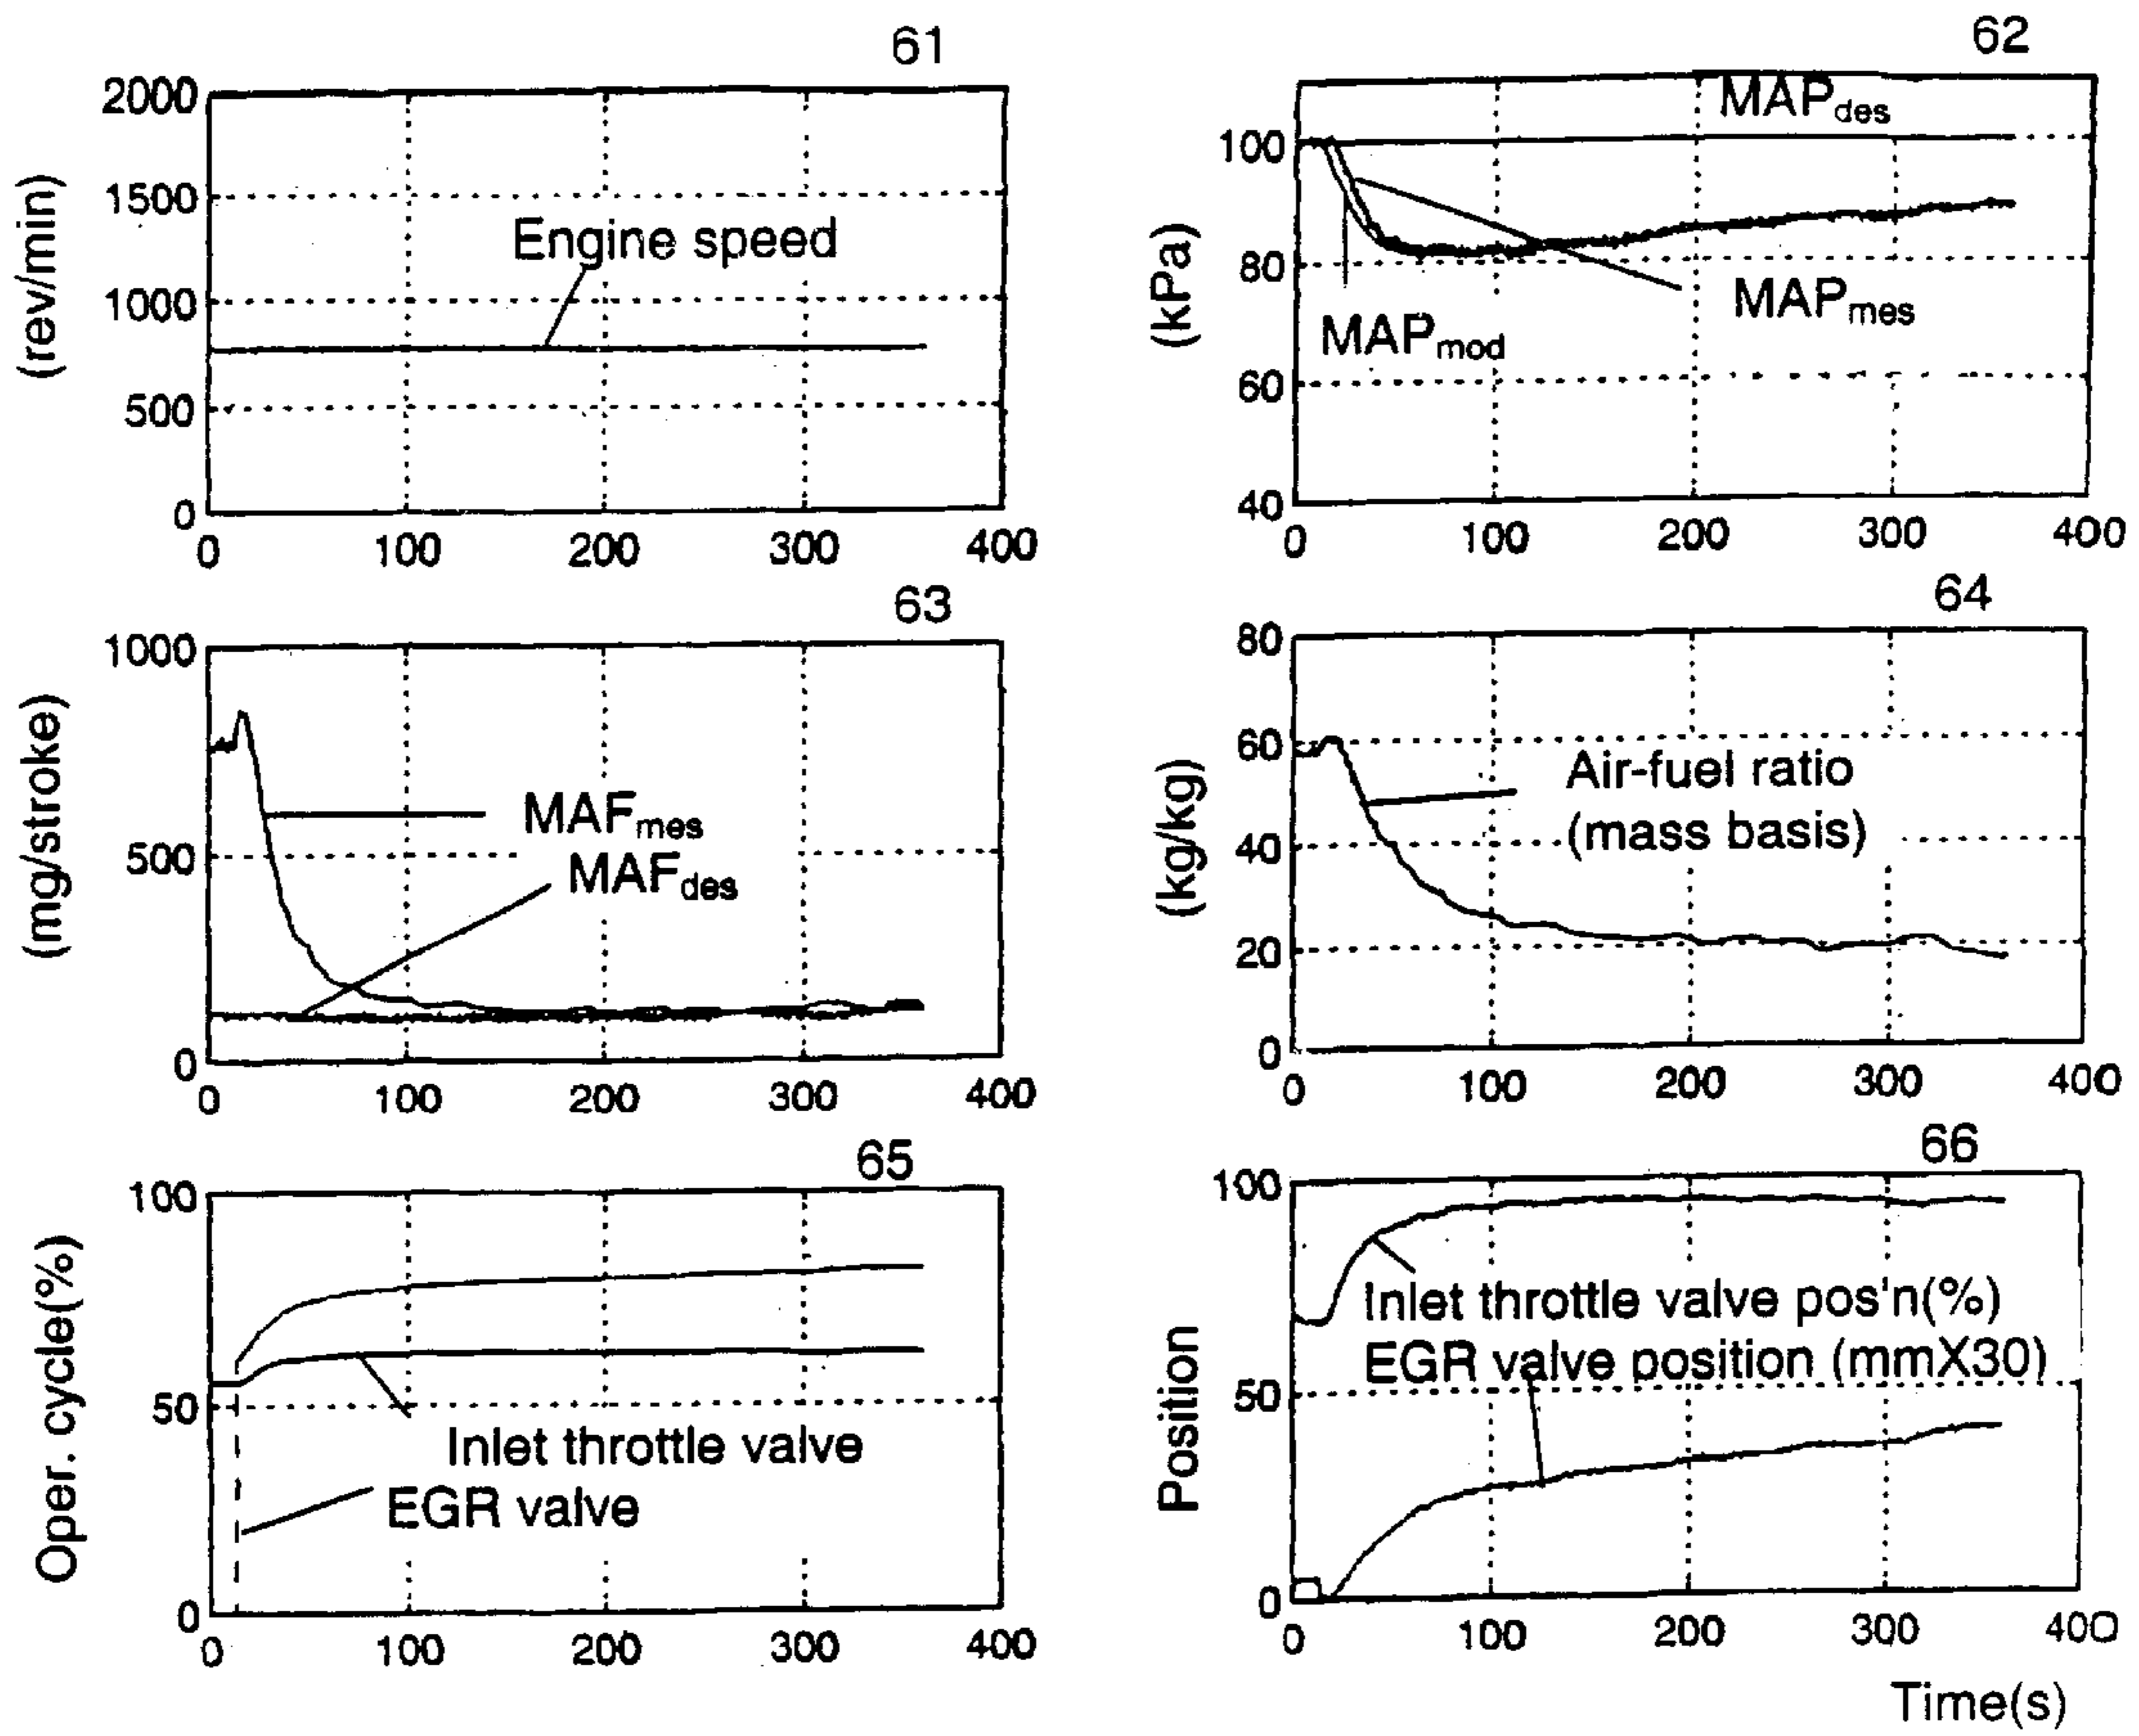 61
2000
1500
1000
500
0
(rev/min)
Engine speed
0 100 200 300 400
62
100
80
60
40
(kPa)
MAPdes
MAPmes
MAPmod
0 100 200 300 400
63
1000
500
0
(mg/stroke)
MAFmes
MAFdes
0 100 200 300 400
64
80
60
40
20
0
(kg/kg)
Air-fuel ratio
(mass basis)
0 100 200 300 400
65
100
50
0
Oper. cycle(%)
Inlet throttle valve
EGR valve
0 100 200 300 400
66
100
50
0
Position
Inlet throttle valve pos'n(%)
EGR valve position (mmX30)
0 100 200 300 400
Time(s)